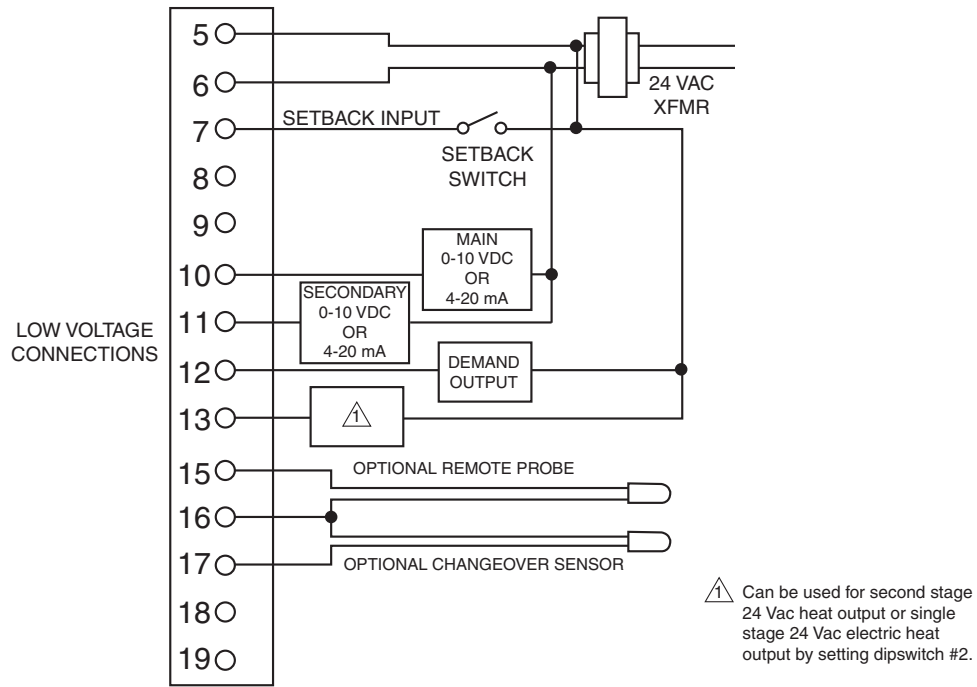 5
24 VAC
XFMR
6
7
SETBACK INPUT
SETBACK
SWITCH
8
9
10
MAIN
0-10 VDC
OR
4-20 mA
11
SECONDARY
0-10 VDC
OR
4-20 mA
LOW VOLTAGE
CONNECTIONS
12
DEMAND
OUTPUT
13
1
15
OPTIONAL REMOTE PROBE
16
17
OPTIONAL CHANGEOVER SENSOR
18
19
1 Can be used for second stage
24 Vac heat output or single
stage 24 Vac electric heat
output by setting dipswitch #2.